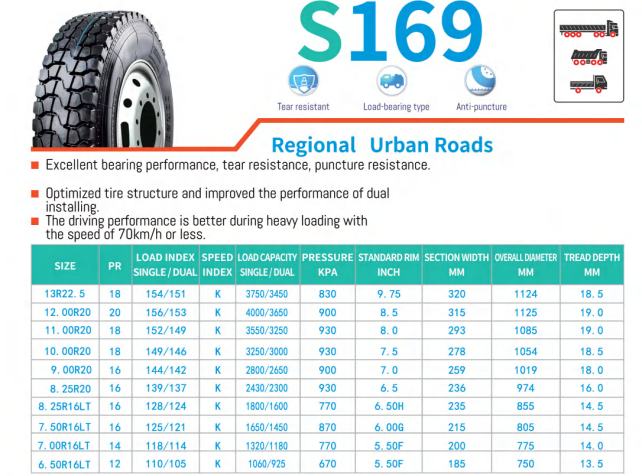 S169
Tear resistant Load-bearing type Anti-puncture
Regional Urban Roads
Excellent bearing performance, tear resistance, puncture resistance.
Optimized tire structure and improved the performance of dual
installing.
The driving performance is better during heavy loading with
the speed of 70km/h or less.
SIZE PR LOAD INDEX SINGLE / DUAL SPEED INDEX LOAD CAPACITY SINGLE / DUAL PRESSURE KPA STANDARD RIM INCH SECTION WIDTH MM OVERALL DIAMETER MM TREAD DEPTH MM
13R22.5 18 154/151 K 3750/3450 830 9.75 320 1124 18.5
12.00R20 20 156/153 K 4000/3650 900 8.5 315 1125 19.0
11.00R20 18 152/149 K 3550/3250 930 8.0 293 1085 19.0
10.00R20 18 149/146 K 3250/3000 930 7.5 278 1054 18.5
9.00R20 16 144/142 K 2800/2650 900 7.0 259 1019 18.0
8.25R20 16 139/137 K 2430/2300 930 6.5 236 974 16.0
8.25R16LT 16 128/124 K 1800/1600 770 6.50H 235 855 14.5
7.50R16LT 16 125/121 K 1650/1450 870 6.00G 215 805 14.5
7.00R16LT 14 118/114 K 1320/1180 770 5.50F 200 775 14.0
6.50R16LT 12 110/105 K 1060/925 670 5.50F 185 750 13.5